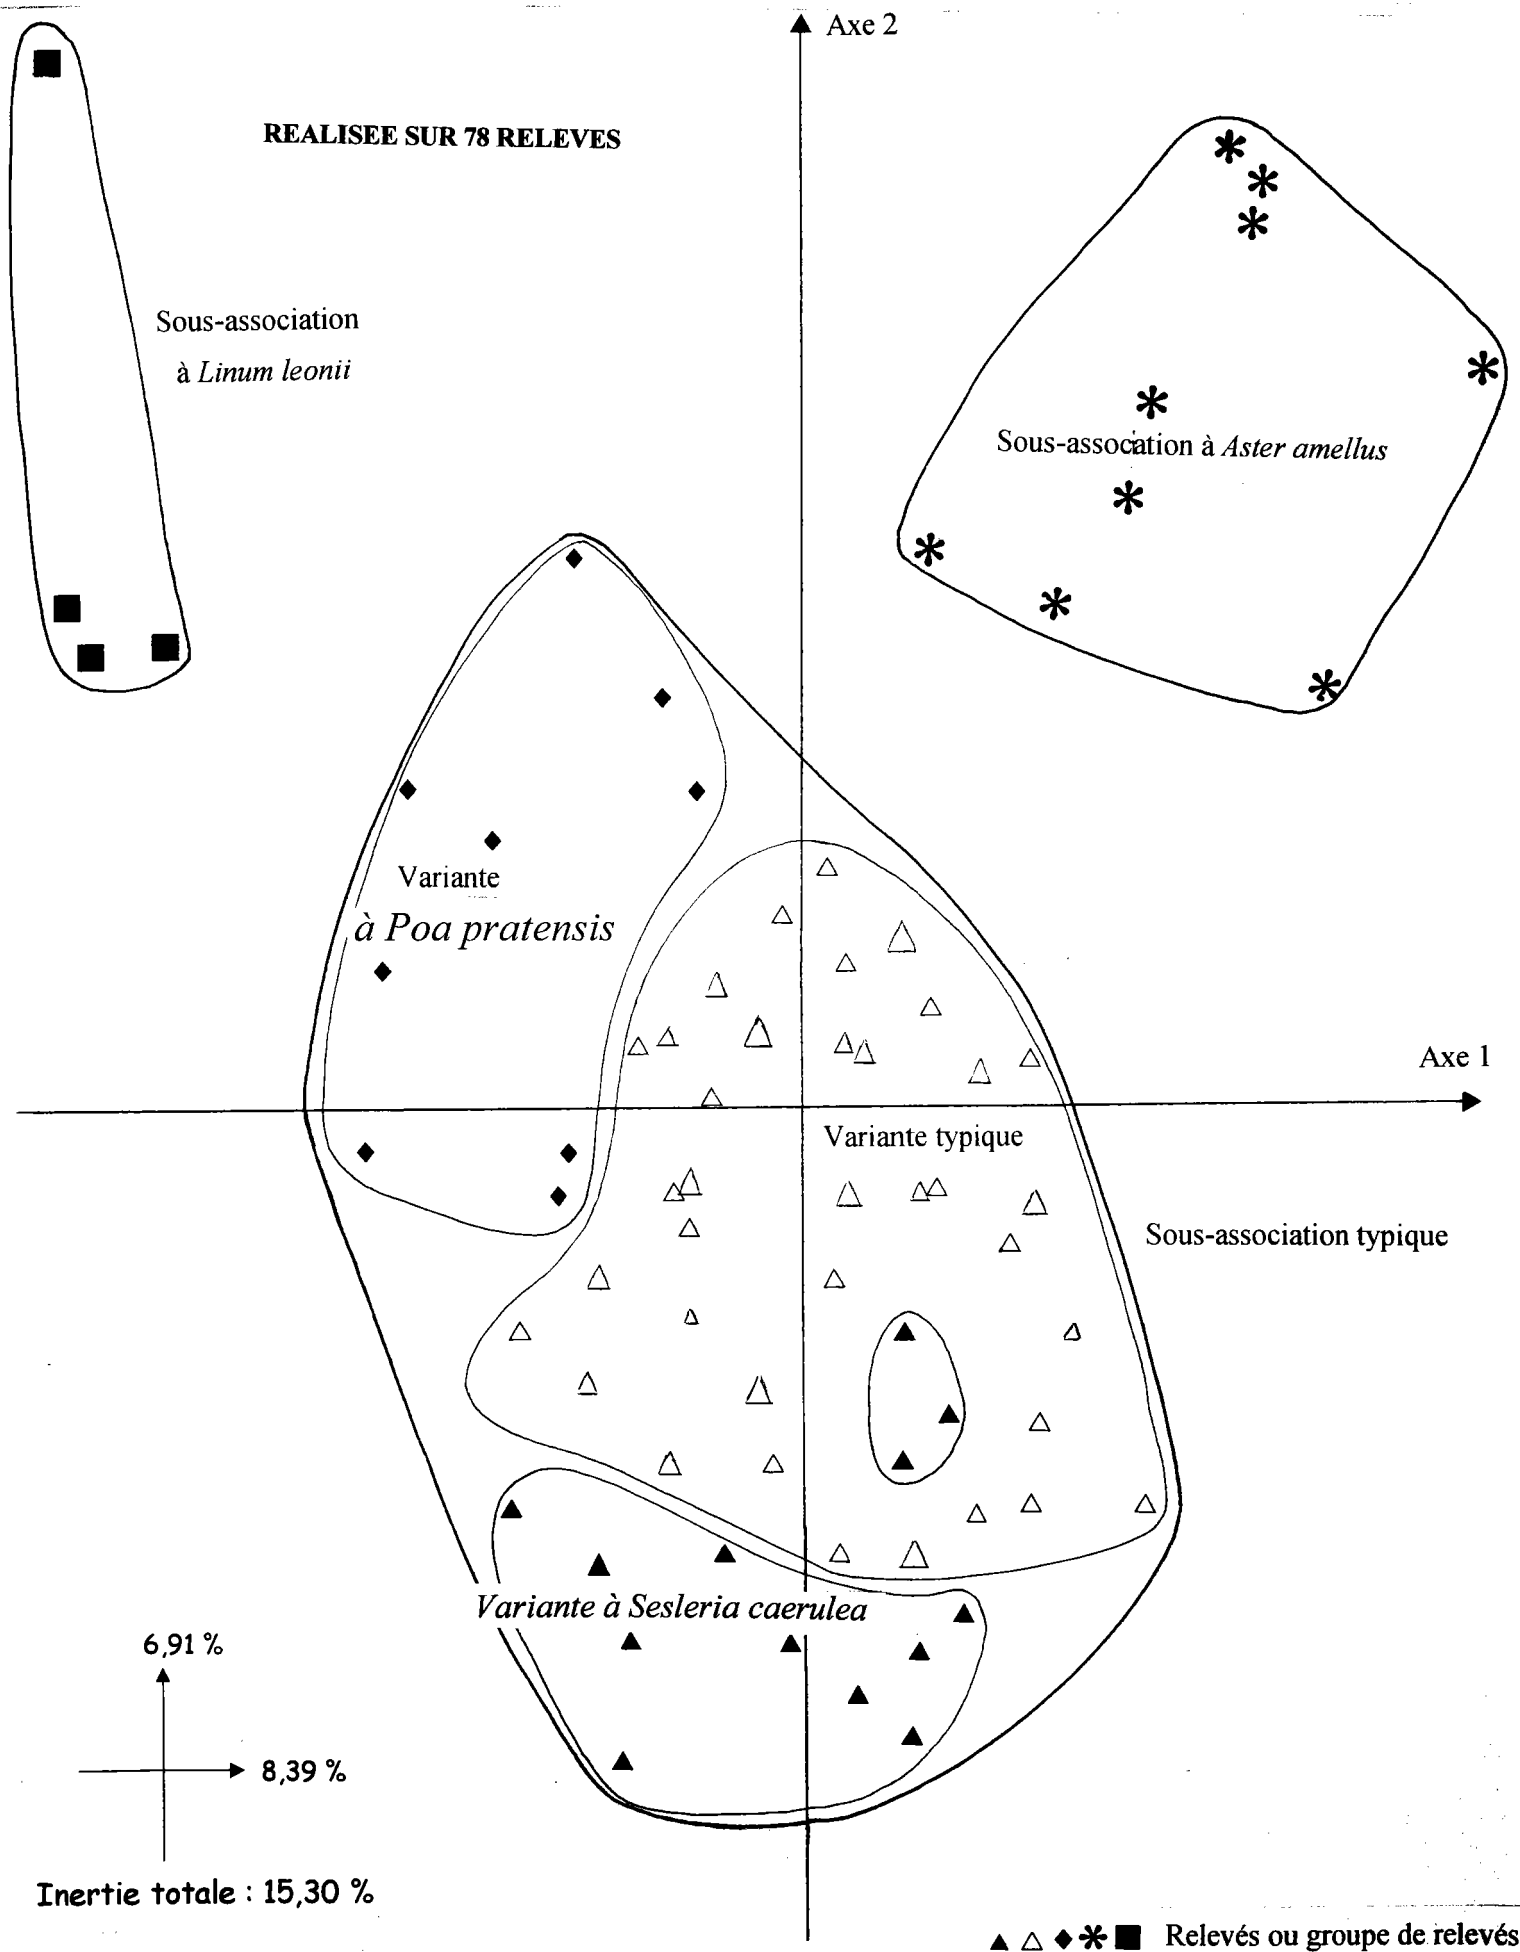 Axe 2
REALISEE SUR 78 RELEVES
Sous-association
à Linum leonii
Sous-association à Aster amellus
Variante
à Poa pratensis
Axe 1
Variante typique
Sous-association typique
Variante à Sesleria caerulea
6,91 %
8,39 %
Inertie totale : 15,30 %
Relevés ou groupe de relevés